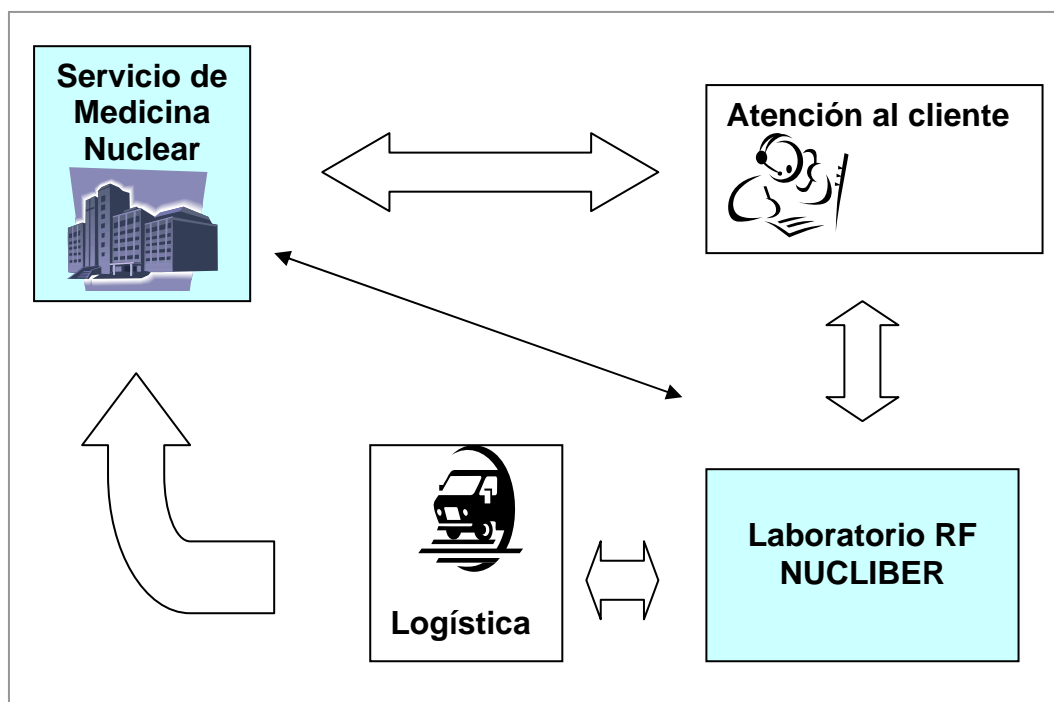 Servicio de
Medicina
Nuclear
Atención al cliente
Logística
Laboratorio RF
NUCLIBER